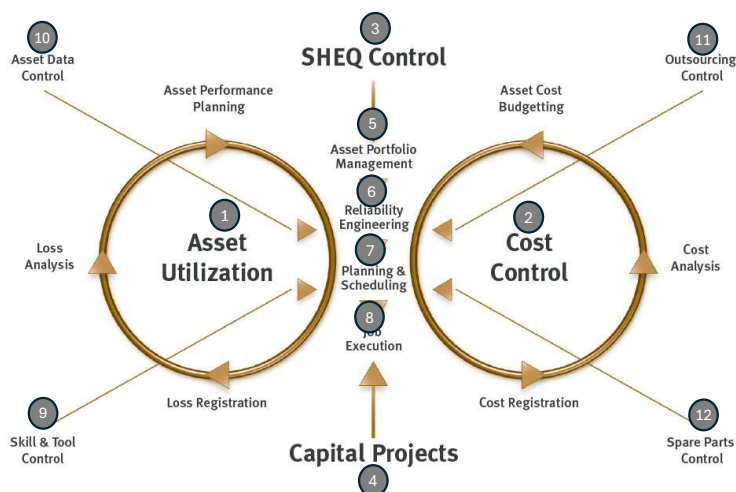 10
Asset Data
Control
3
SHEQ Control
11
Outsourcing
Control
Asset Performance
Planning
Asset Cost
Budgetting
5
Asset Portfolio
Management
6
Reliability
Engineering
1
Asset
Utilization
2
Cost
Control
Loss
Analysis
7
Planning &
Scheduling
Cost
Analysis
8
Job
Execution
Loss Registration
Cost Registration
9
Skill & Tool
Control
Capital Projects
4
12
Spare Parts
Control